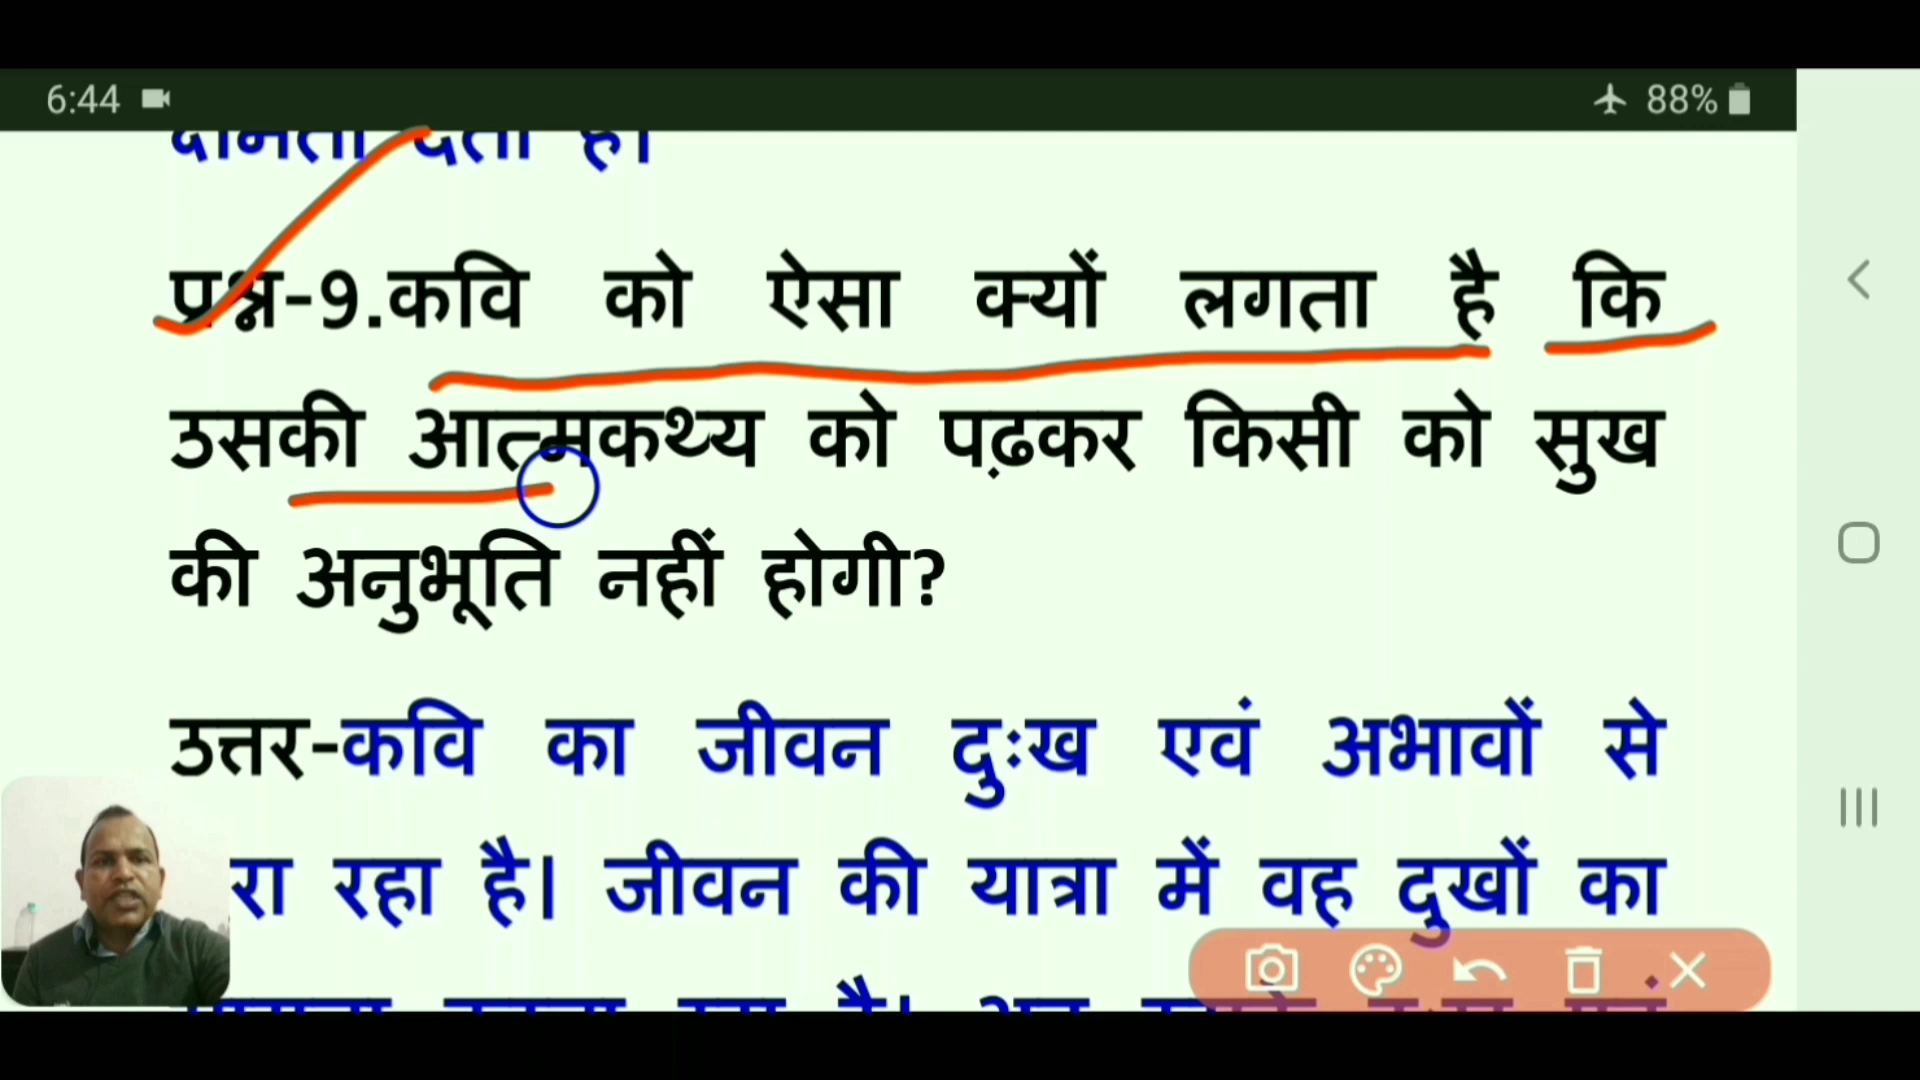 6:44
88%
देता है।
प्रश्न-9.कवि को ऐसा क्यों लगता है कि
उसकी आत्मकथ्य को पढ़कर किसी को सुख
की अनुभूति नहीं होगी?
उत्तर-कवि का जीवन दुःख एवं अभावों से
रा रहा है। जीवन की यात्रा में वह दुखों का